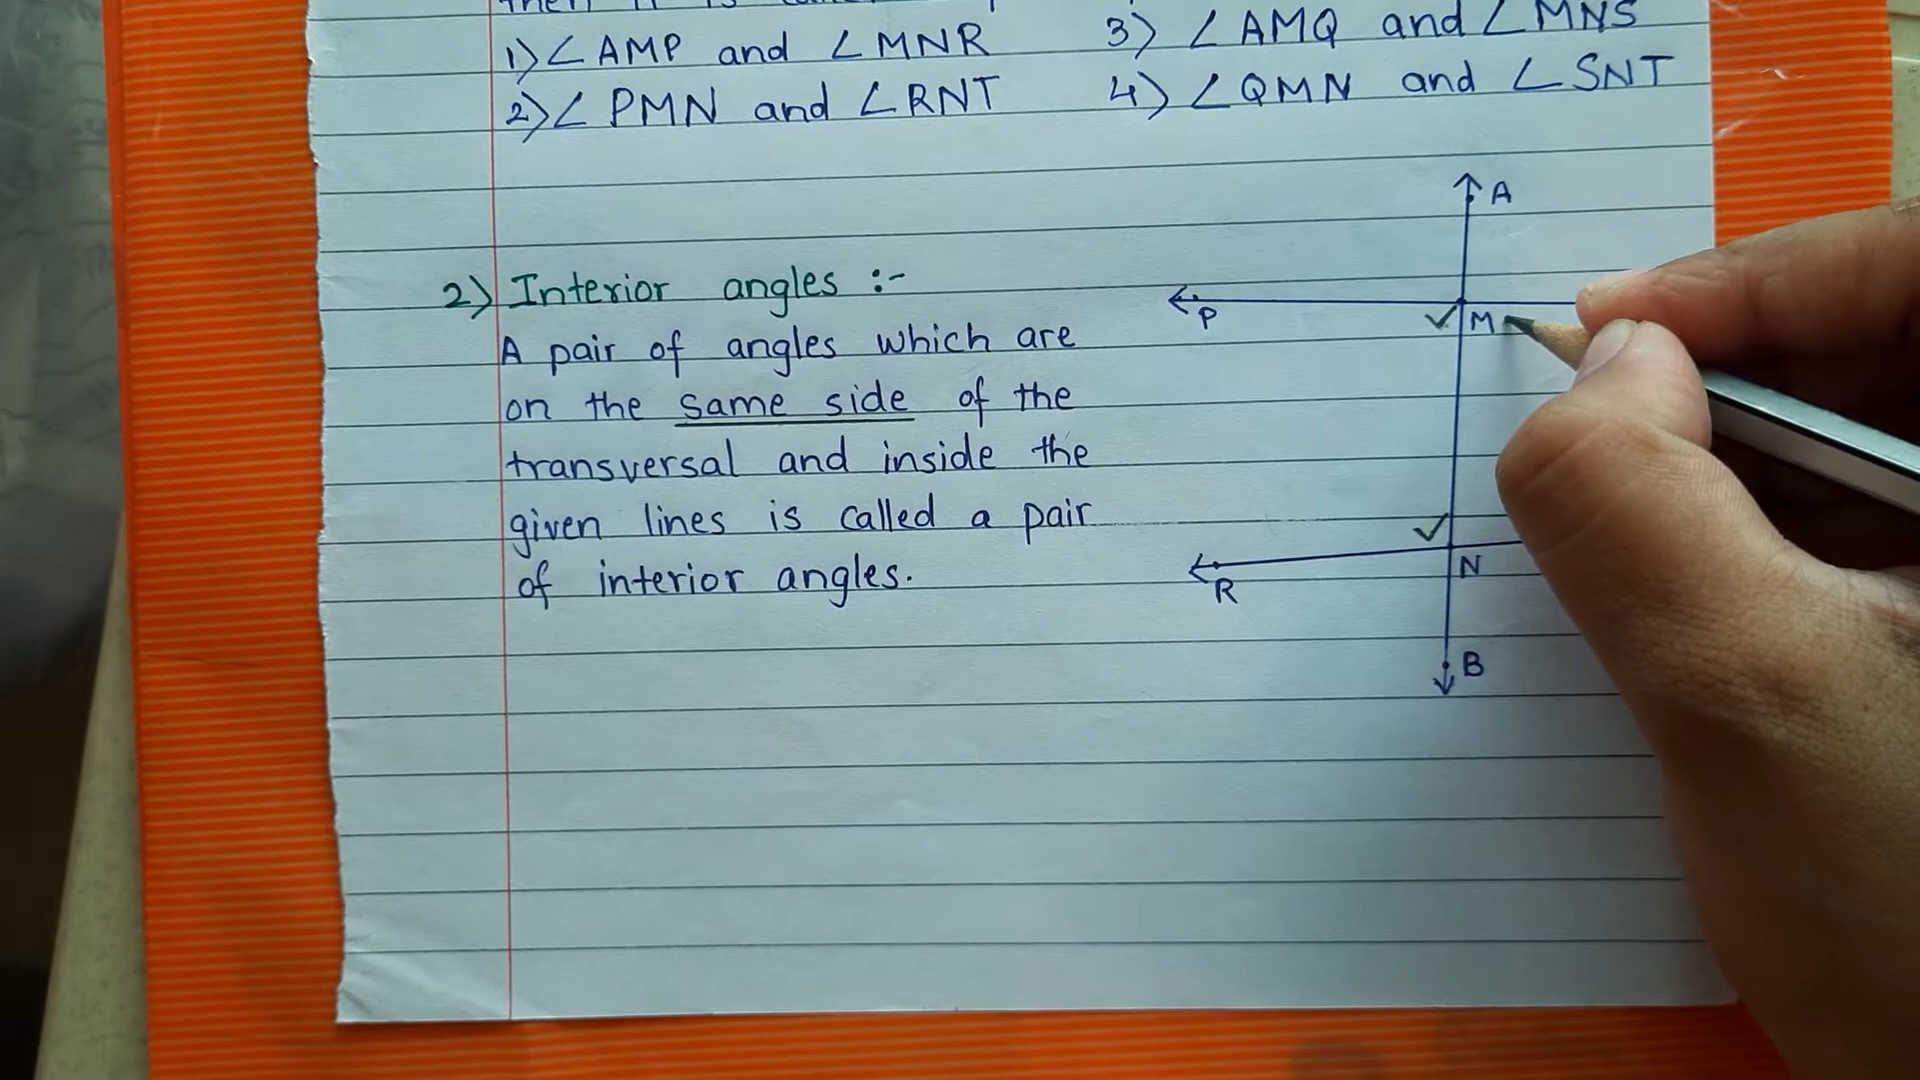 1) ∠ AMP and ∠ MNR 3) ∠ AMQ and ∠ MNS
2) ∠ PMN and ∠ RNT 4) ∠ QMN and ∠ SNT
A
2) Interior angles :-
P
M
A pair of angles which are
on the same side of the
transversal and inside the
given lines is called a pair
N
of interior angles.
R
B